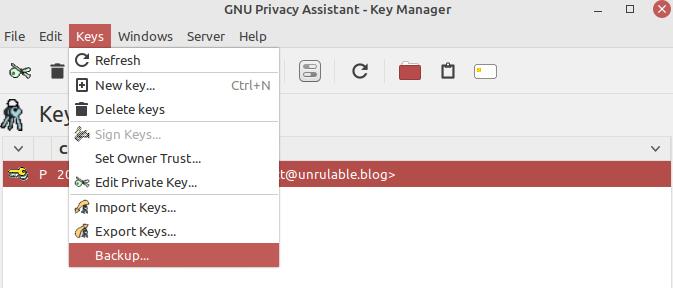 GNU Privacy Assistant - Key Manager
File Edit Keys Windows Server Help
Refresh
New key... Ctrl+N
Delete keys
Sign Keys...
Set Owner Trust...
Edit Private Key...
Import Keys...
Export Keys...
Backup...
Key
C
P 20
t@unrulable.blog>